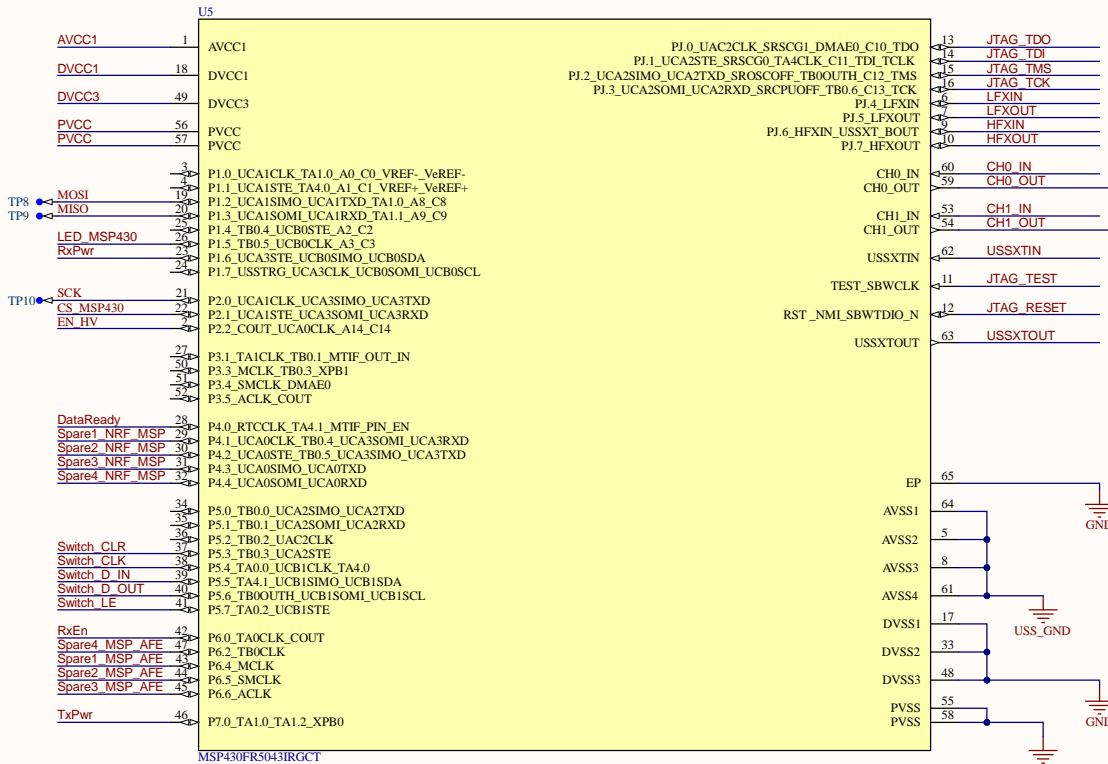 U5
AVCC1 1 AVCC1
DVCC1 18 DVCC1
DVCC3 49 DVCC3
PVCC 56 PVCC
PVCC 57 PVCC
3 P1.0_UCA1CLK_TA1.0_A0_C0_VREF-_VeREF-
4 P1.1_UCA1STE_TA4.0_A1_C1_VREF+_VeREF+
TP8 MOSI 19 P1.2_UCA1SIMO_UCA1TXD_TA1.0_A8_C8
TP9 MISO 20 P1.3_UCA1SOMI_UCA1RXD_TA1.1_A9_C9
25 P1.4_TB0.4_UCB0STE_A2_C2
LED_MSP430 26 P1.5_TB0.5_UCB0CLK_A3_C3
RxPwr 23 P1.6_UCA3STE_UCB0SIMO_UCB0SDA
24 P1.7_USSTRG_UCA3CLK_UCB0SOMI_UCB0SCL
TP10 SCK 21 P2.0_UCA1CLK_UCA3SIMO_UCA3TXD
CS_MSP430 22 P2.1_UCA1STE_UCA3SOMI_UCA3RXD
EN_HV 2 P2.2_COUT_UCA0CLK_A14_C14
27 P3.1_TA1CLK_TB0.1_MTIF_OUT_IN
50 P3.3_MCLK_TB0.3_XPB1
51 P3.4_SMCLK_DMAE0
52 P3.5_ACLK_COUT
DataReady 28 P4.0_RTCCLK_TA4.1_MTIF_PIN_EN
Spare1_NRF_MSP 29 P4.1_UCA0CLK_TB0.4_UCA3SOMI_UCA3RXD
Spare2_NRF_MSP 30 P4.2_UCA0STE_TB0.5_UCA3SIMO_UCA3TXD
Spare3_NRF_MSP 31 P4.3_UCA0SIMO_UCA0TXD
Spare4_NRF_MSP 32 P4.4_UCA0SOMI_UCA0RXD
34 P5.0_TB0.0_UCA2SIMO_UCA2TXD
35 P5.1_TB0.1_UCA2SOMI_UCA2RXD
36 P5.2_TB0.2_UAC2CLK
Switch_CLR 37 P5.3_TB0.3_UCA2STE
Switch_CLK 38 P5.4_TA0.0_UCB1CLK_TA4.0
Switch_D_IN 39 P5.5_TA4.1_UCB1SIMO_UCB1SDA
Switch_D_OUT 40 P5.6_TB0OUTH_UCB1SOMI_UCB1SCL
Switch_LE 41 P5.7_TA0.2_UCB1STE
RxEn 42 P6.0_TA0CLK_COUT
Spare4_MSP_AFE 47 P6.2_TB0CLK
Spare1_MSP_AFE 43 P6.4_MCLK
Spare2_MSP_AFE 44 P6.5_SMCLK
Spare3_MSP_AFE 45 P6.6_ACLK
TxPwr 46 P7.0_TA1.0_TA1.2_XPB0
PJ.0_UAC2CLK_SRSCG1_DMAE0_C10_TDO 13 JTAG_TDO
PJ.1_UCA2STE_SRSCG0_TA4CLK_C11_TDI_TCLK 14 JTAG_TDI
PJ.2_UCA2SIMO_UCA2TXD_SROSCOFF_TB0OUTH_C12_TMS 15 JTAG_TMS
PJ.3_UCA2SOMI_UCA2RXD_SRCPUOFF_TB0.6_C13_TCK 16 JTAG_TCK
PJ.4_LFXIN 6 LFXIN
PJ.5_LFXOUT 7 LFXOUT
PJ.6_HFXIN_USSXT_BOUT 9 HFXIN
PJ.7_HFXOUT 10 HFXOUT
CH0_IN 60 CH0_IN
CH0_OUT 59 CH0_OUT
CH1_IN 53 CH1_IN
CH1_OUT 54 CH1_OUT
USSXTIN 62 USSXTIN
TEST_SBWCLK 11 JTAG_TEST
RST_NMI_SBWTDIO_N 12 JTAG_RESET
USSXTOUT 63 USSXTOUT
EP 65
GND
AVSS1 64
AVSS2 5
AVSS3 8
AVSS4 61
USS_GND
DVSS1 17
DVSS2 33
DVSS3 48
GND
PVSS 55
PVSS 58
MSP430FR5043IRGCT